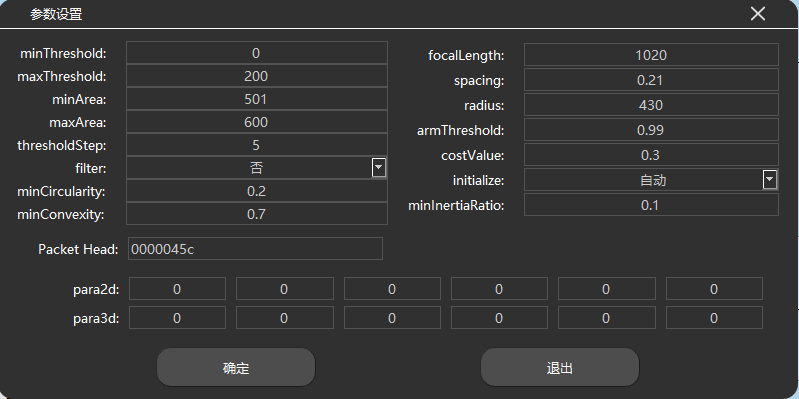 参数设置
minThreshold: 0
maxThreshold: 200
minArea: 501
maxArea: 600
thresholdStep: 5
filter: 否
minCircularity: 0.2
minConvexity: 0.7
focalLength: 1020
spacing: 0.21
radius: 430
armThreshold: 0.99
costValue: 0.3
initialize: 自动
minInertiaRatio: 0.1
Packet Head: 0000045c
para2d: 0 0 0 0 0 0
para3d: 0 0 0 0 0 0
确定 退出